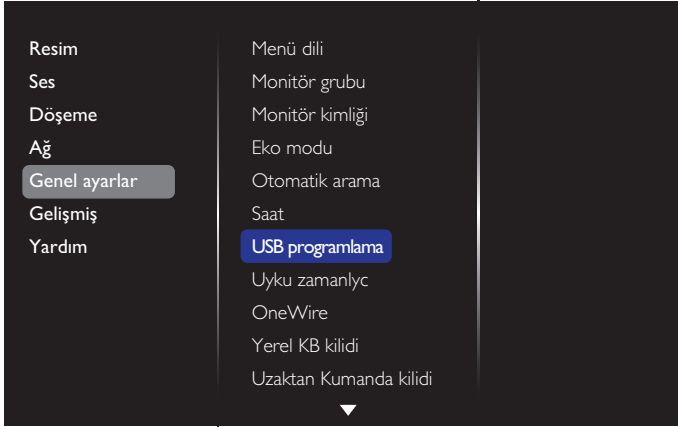 Resim
Ses
Döşeme
Ağ
Genel ayarlar
Gelişmiş
Yardım
Menü dili
Monitör grubu
Monitör kimliği
Eko modu
Otomatik arama
Saat
USB programlama
Uyku zamanlyc
OneWire
Yerel KB kilidi
Uzaktan Kumanda kilidi